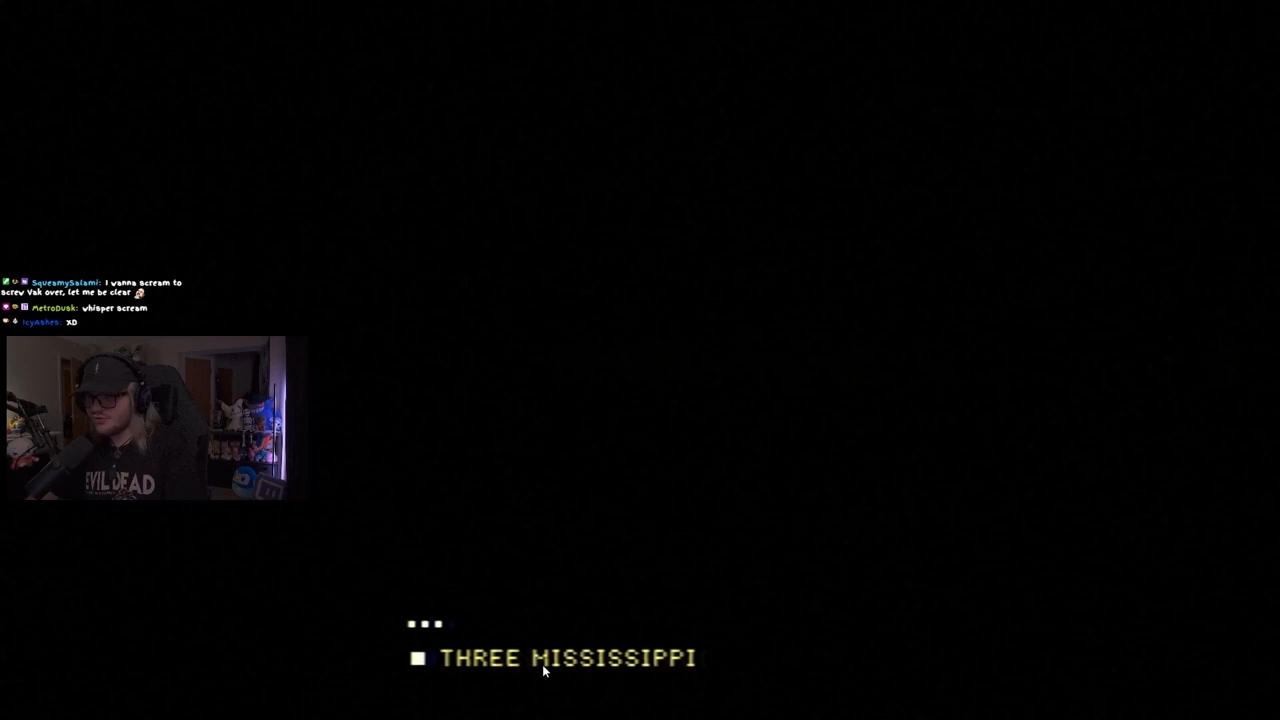 SqueamySalami: I wanna scream to
screw Vak over, let me be clear
MetroDusk: whisper scream
IcyAshes: XD
EVIL DEAD
...
THREE MISSISSIPPI